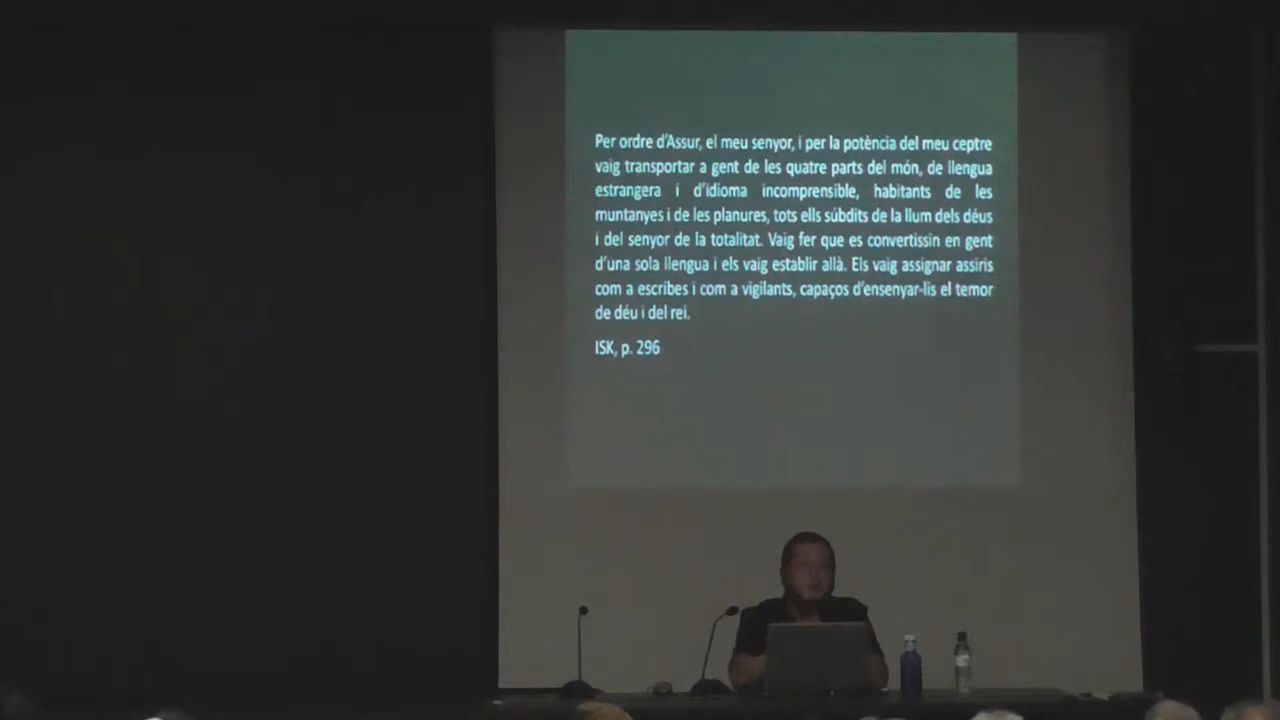 Per ordre d'Assur, el meu senyor, i per la potència del meu ceptre
vaig transportar a gent de les quatre parts del món, de llengua
estrangera i d'idioma incomprensible, habitants de les
muntanyes i de les planures, tots ells súbdits de la llum dels déus
i del senyor de la totalitat. Vaig fer que es convertissin en gent
d'una sola llengua i els vaig establir allà. Els vaig assignar assiris
com a escribes i com a vigilants, capaços d'ensenyar-lis el temor
de déu i del rei.
ISK, p. 296